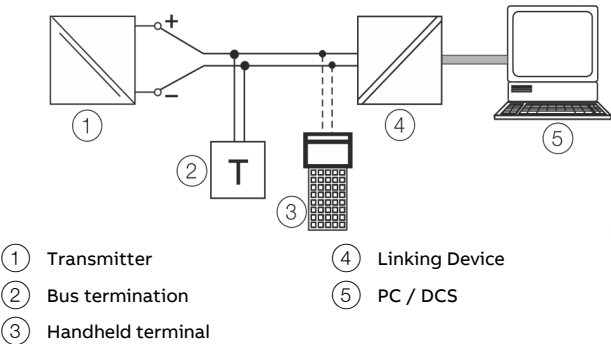 +
−
T
1
2
3
4
5
1 Transmitter
2 Bus termination
3 Handheld terminal
4 Linking Device
5 PC / DCS